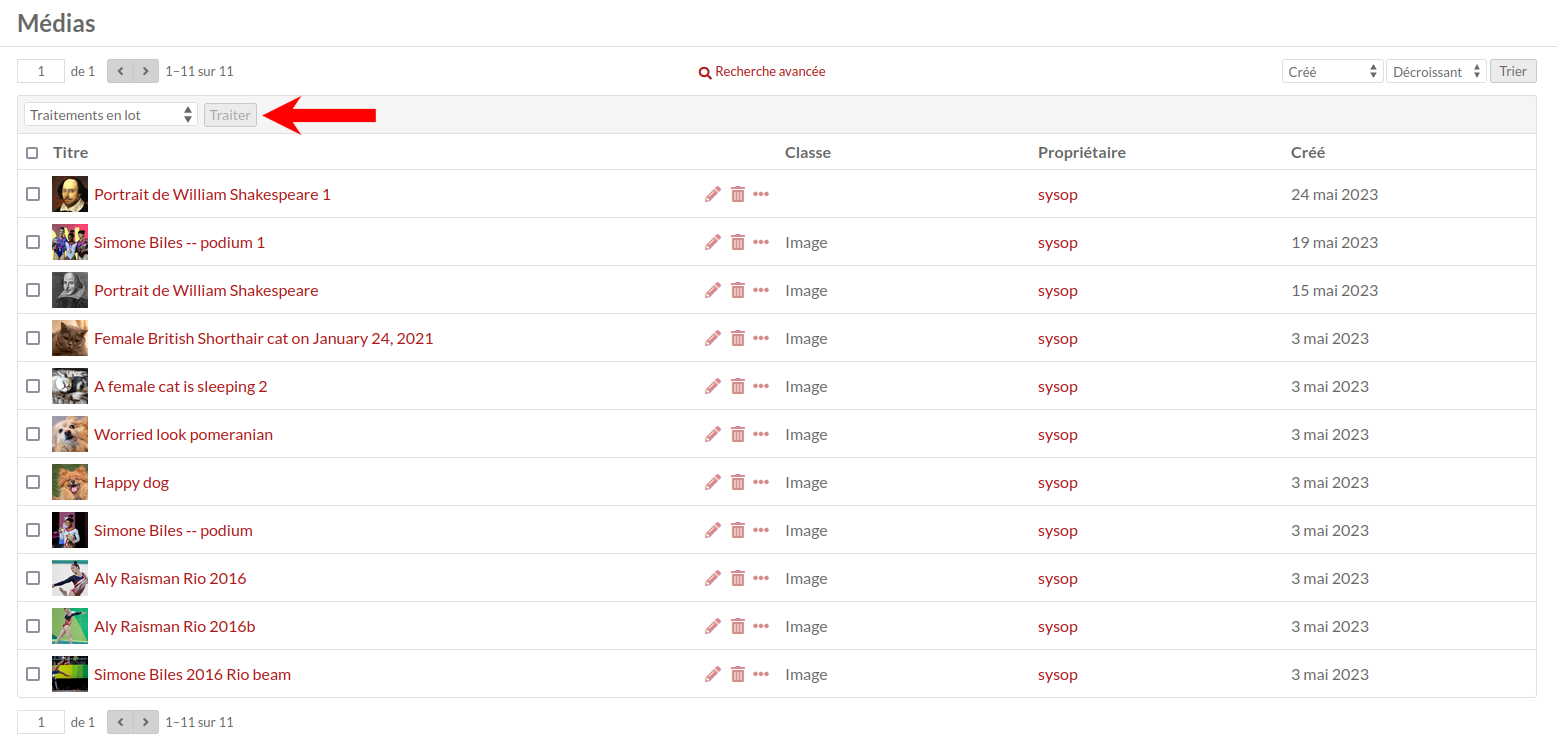 Médias
1 de 1 1–11 sur 11 Recherche avancée Créé Décroissant Trier
Traitements en lot Traiter
Titre Classe Propriétaire Créé
Portrait de William Shakespeare 1 sysop 24 mai 2023
Simone Biles -- podium 1 Image sysop 19 mai 2023
Portrait de William Shakespeare Image sysop 15 mai 2023
Female British Shorthair cat on January 24, 2021 Image sysop 3 mai 2023
A female cat is sleeping 2 Image sysop 3 mai 2023
Worried look pomeranian Image sysop 3 mai 2023
Happy dog Image sysop 3 mai 2023
Simone Biles -- podium Image sysop 3 mai 2023
Aly Raisman Rio 2016 Image sysop 3 mai 2023
Aly Raisman Rio 2016b Image sysop 3 mai 2023
Simone Biles 2016 Rio beam Image sysop 3 mai 2023
1 de 1 1–11 sur 11